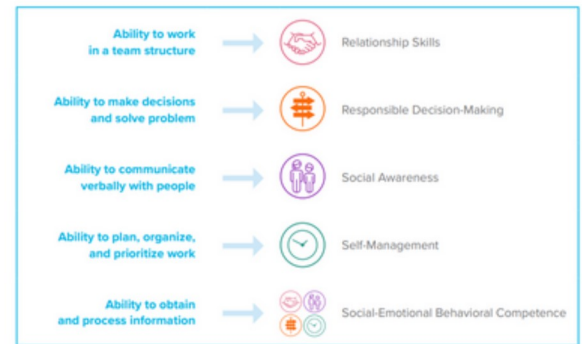 Ability to work
in a team structure
Relationship Skills
Ability to make decisions
and solve problem
Responsible Decision-Making
Ability to communicate
verbally with people
Social Awareness
Ability to plan, organize,
and prioritize work
Self-Management
Ability to obtain
and process information
Social-Emotional Behavioral Competence